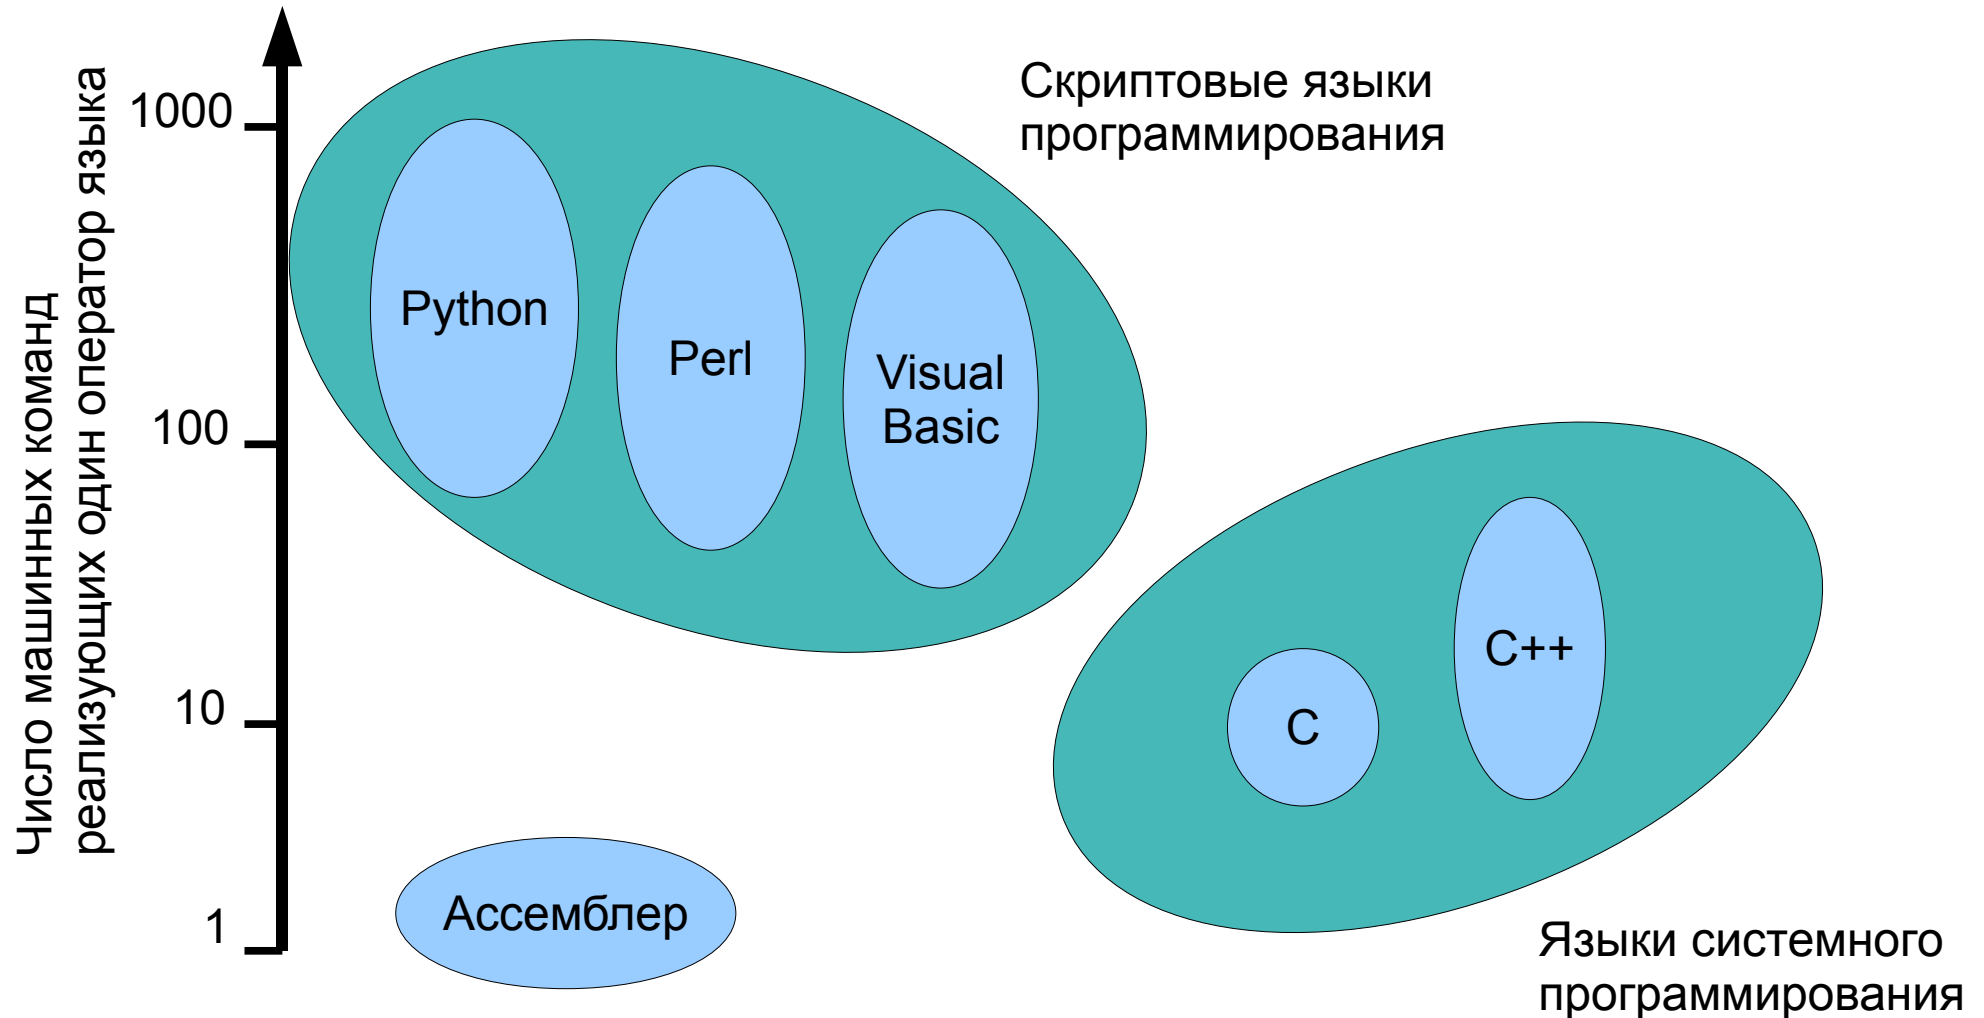 Число машинных команд
реализующих один оператор языка
1000
100
10
1
Скриптовые языки
программирования
Python
Perl
Visual
Basic
C
C++
Ассемблер
Языки системного
программирования